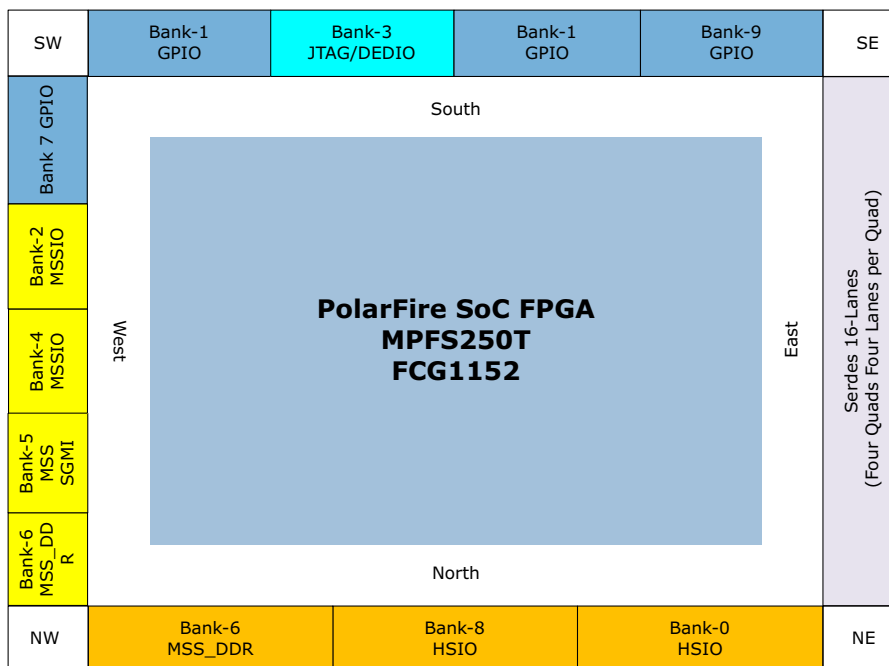 SW
Bank-1
GPIO
Bank-3
JTAG/DEDIO
Bank-1
GPIO
Bank-9
GPIO
SE
South
Bank 7 GPIO
Bank-2
MSSIO
Bank-4
MSSIO
Bank-5
MSS
SGMI
Bank-6
MSS_DD
R
West
PolarFire SoC FPGA
MPFS250T
FCG1152
East
Serdes 16-Lanes
(Four Quads Four Lanes per Quad)
North
NW
Bank-6
MSS_DDR
Bank-8
HSIO
Bank-0
HSIO
NE